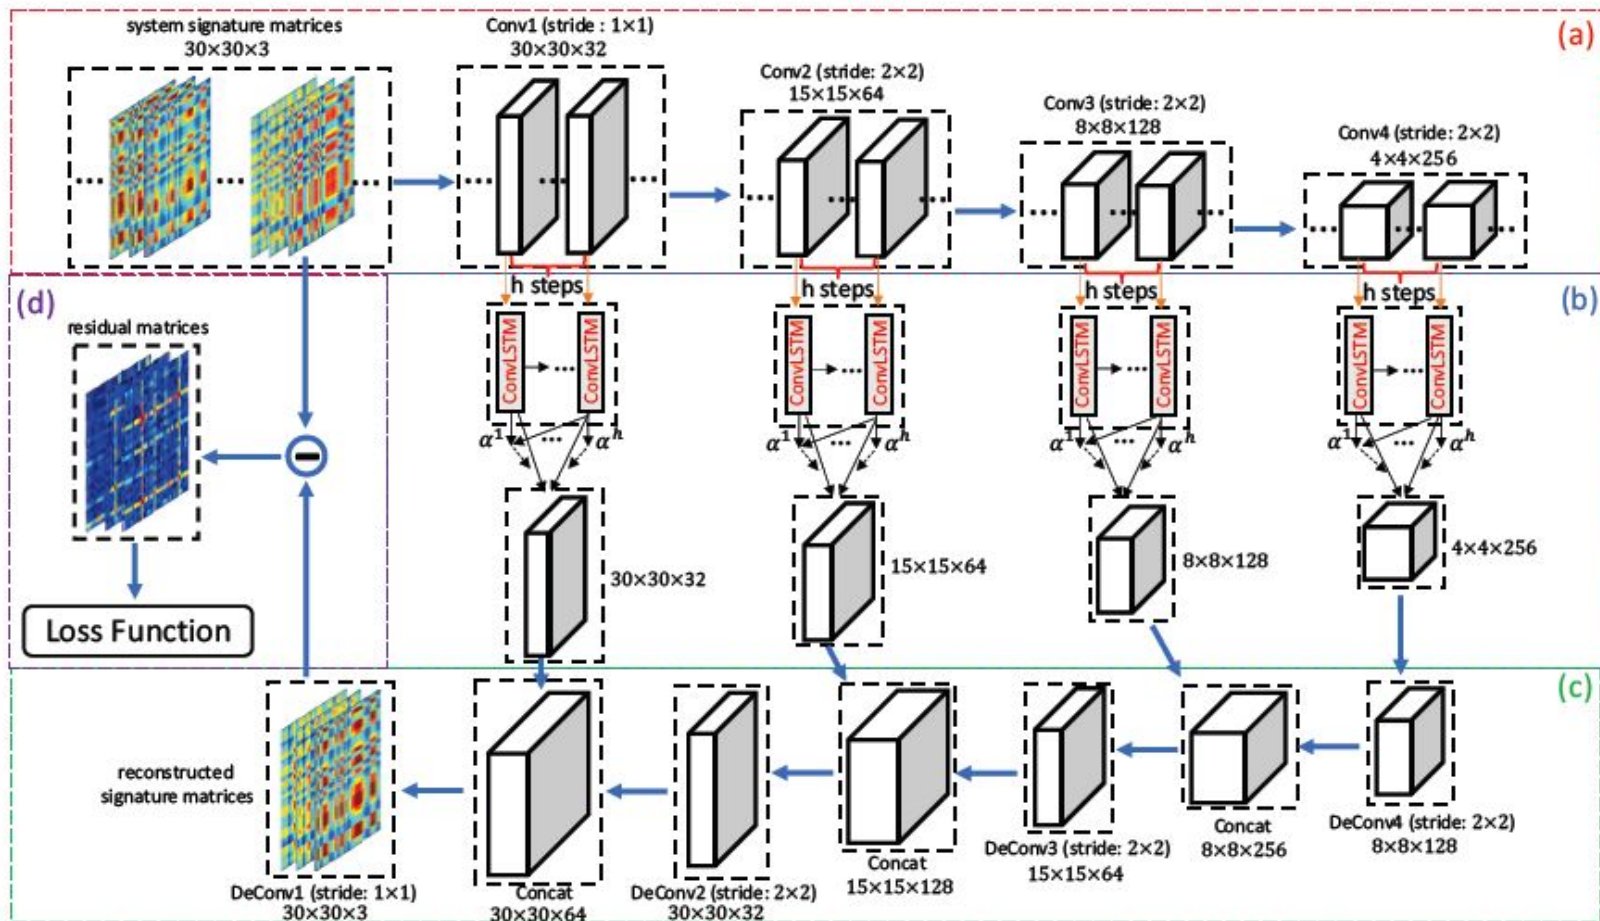 system signature matrices
30×30×3
Conv1 (stride : 1×1)
30×30×32
Conv2 (stride: 2×2)
15×15×64
Conv3 (stride: 2×2)
8×8×128
Conv4 (stride: 2×2)
4×4×256
(a)
h steps
h steps
h steps
h steps
(b)
(d)
residual matrices
ConvLSTM
...
ConvLSTM
ConvLSTM
...
ConvLSTM
ConvLSTM
...
ConvLSTM
ConvLSTM
...
ConvLSTM
α¹ ... αʰ
α¹ ... αʰ
α¹ ... αʰ
α¹ ... αʰ
30×30×32
15×15×64
8×8×128
4×4×256
Loss Function
(c)
reconstructed
signature matrices
DeConv1 (stride: 1×1)
30×30×3
Concat
30×30×64
DeConv2 (stride: 2×2)
30×30×32
Concat
15×15×128
DeConv3 (stride: 2×2)
15×15×64
Concat
8×8×256
DeConv4 (stride: 2×2)
8×8×128